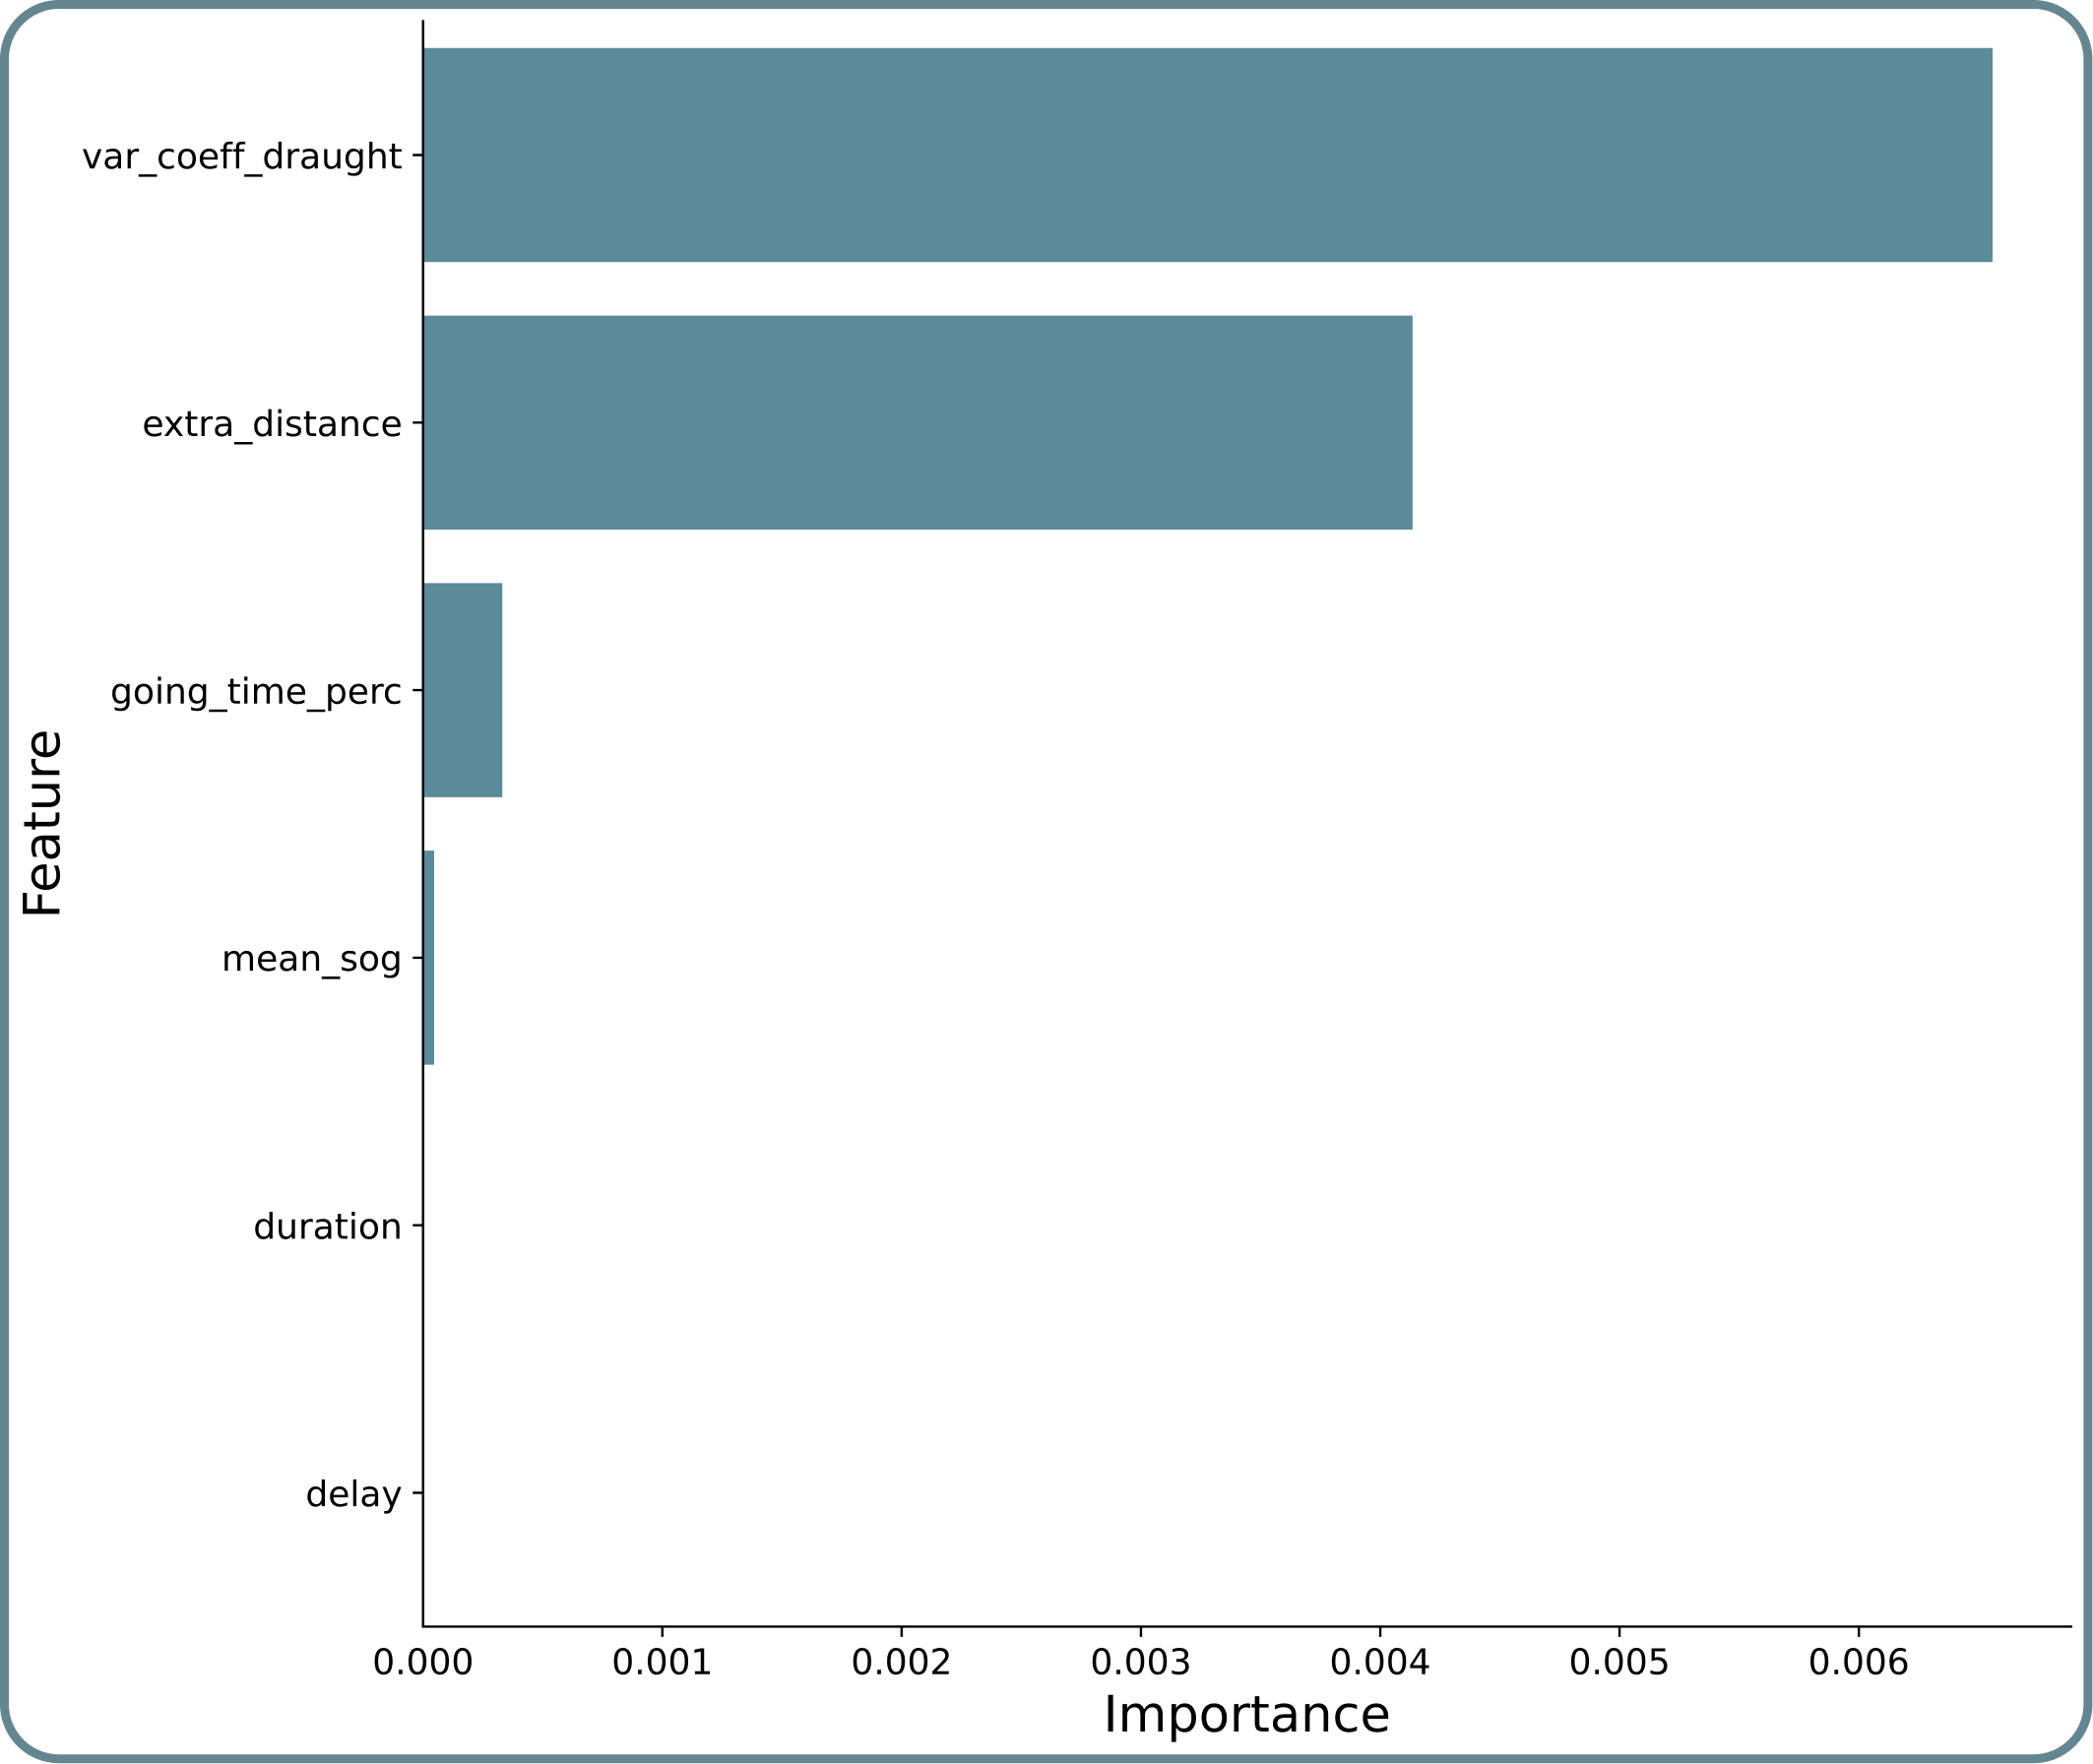 var_coeff_draught
extra_distance
going_time_perc
mean_sog
duration
delay
Feature
0.000 0.001 0.002 0.003 0.004 0.005 0.006
Importance